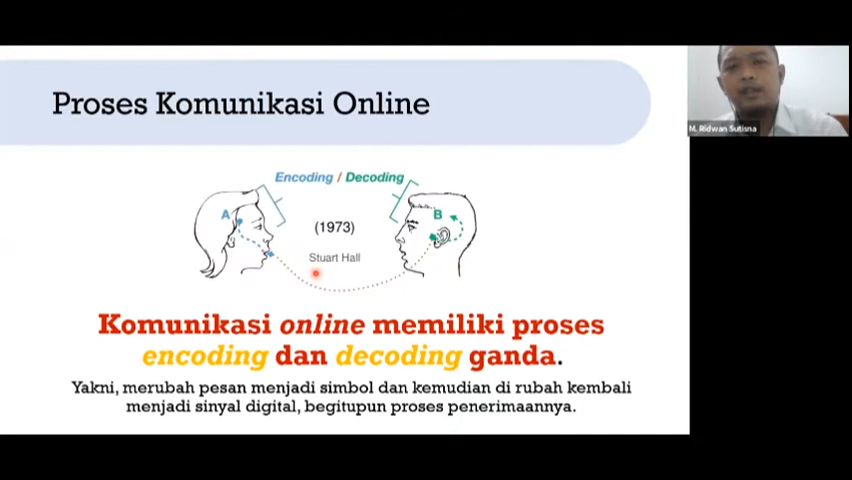 Proses Komunikasi Online
M. Ridwan Sutisna
Encoding / Decoding
A
B
(1973)
Stuart Hall
Komunikasi online memiliki proses
encoding dan decoding ganda.
Yakni, merubah pesan menjadi simbol dan kemudian di rubah kembali
menjadi sinyal digital, begitupun proses penerimaannya.